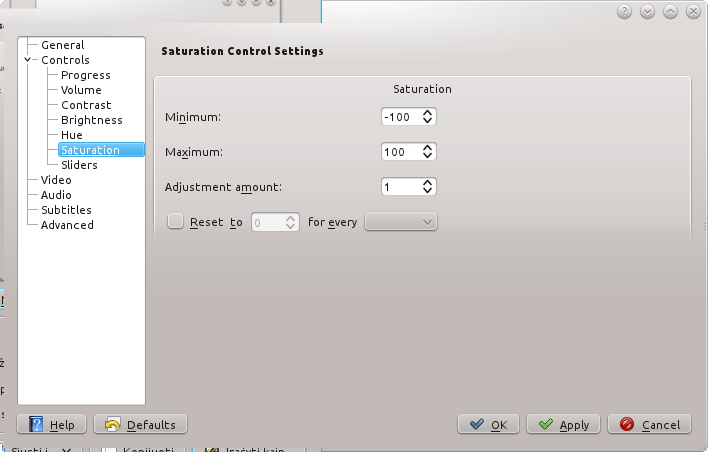 General
Controls
Progress
Volume
Contrast
Brightness
Hue
Saturation
Sliders
Video
Audio
Subtitles
Advanced
Saturation Control Settings
Saturation
Minimum: -100
Maximum: 100
Adjustment amount: 1
Reset to 0 for every
Help Defaults OK Apply Cancel